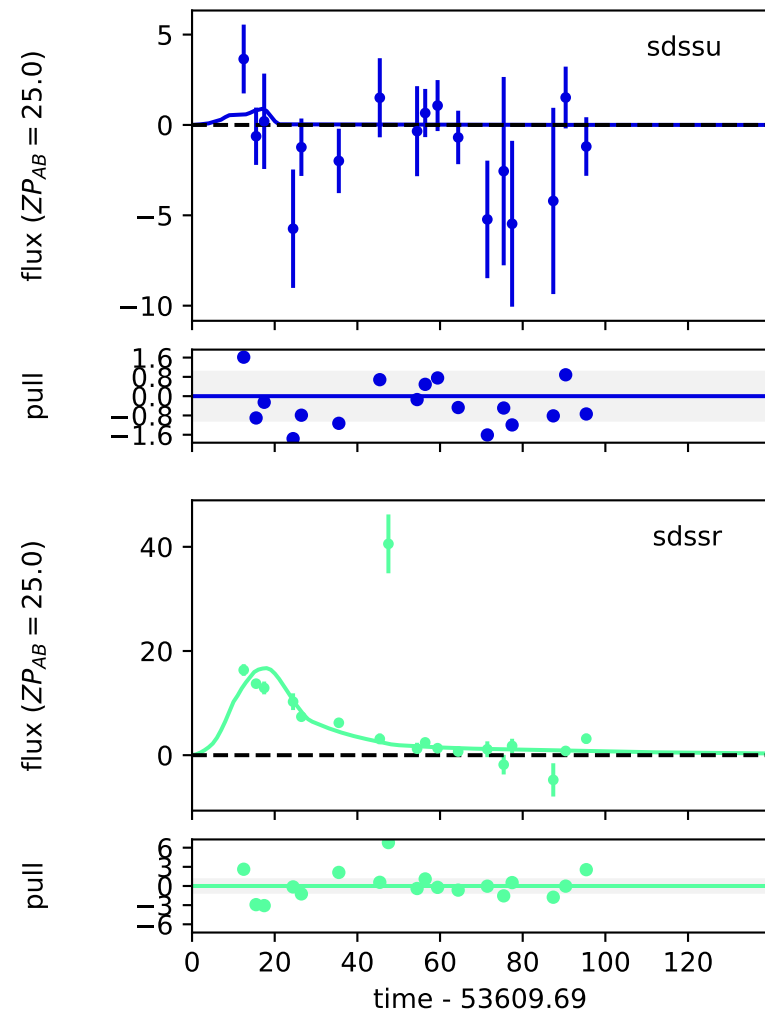 sdssu
flux (ZP_AB = 25.0)
5
0
−5
−10
pull
1.6
0.8
0.0
−0.8
−1.6
sdssr
flux (ZP_AB = 25.0)
40
20
0
pull
6
3
0
−3
−6
0 20 40 60 80 100 120
time - 53609.69